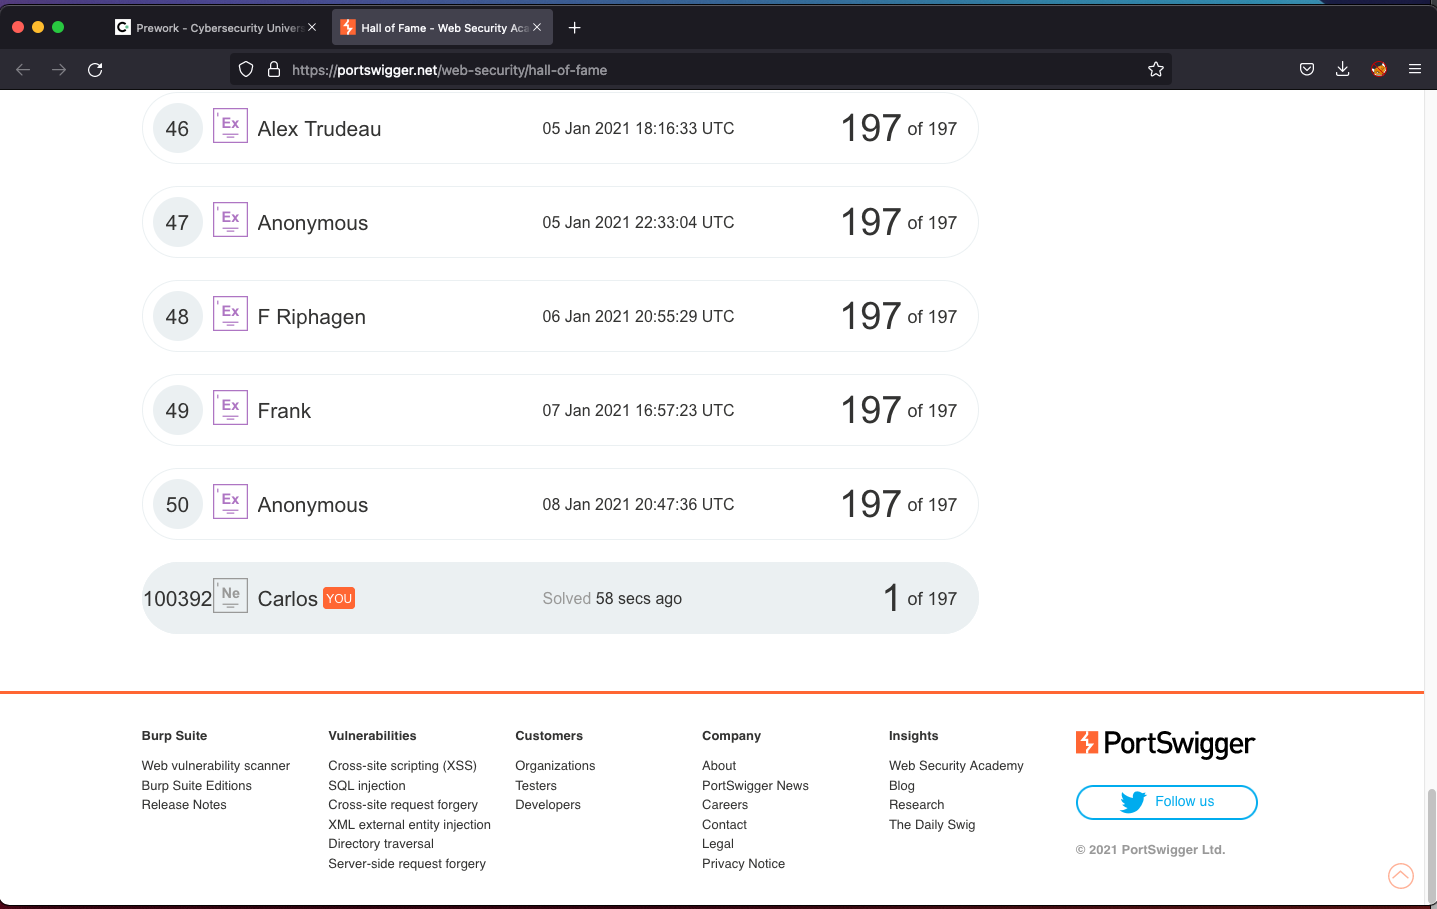 Prework - Cybersecurity Univers
Hall of Fame - Web Security Aca
https://portswigger.net/web-security/hall-of-fame
46 Ex Alex Trudeau 05 Jan 2021 18:16:33 UTC 197 of 197
47 Ex Anonymous 05 Jan 2021 22:33:04 UTC 197 of 197
48 Ex F Riphagen 06 Jan 2021 20:55:29 UTC 197 of 197
49 Ex Frank 07 Jan 2021 16:57:23 UTC 197 of 197
50 Ex Anonymous 08 Jan 2021 20:47:36 UTC 197 of 197
100392 Ne Carlos YOU Solved 58 secs ago 1 of 197
Burp Suite
Web vulnerability scanner
Burp Suite Editions
Release Notes
Vulnerabilities
Cross-site scripting (XSS)
SQL injection
Cross-site request forgery
XML external entity injection
Directory traversal
Server-side request forgery
Customers
Organizations
Testers
Developers
Company
About
PortSwigger News
Careers
Contact
Legal
Privacy Notice
Insights
Web Security Academy
Blog
Research
The Daily Swig
PortSwigger
Follow us
© 2021 PortSwigger Ltd.